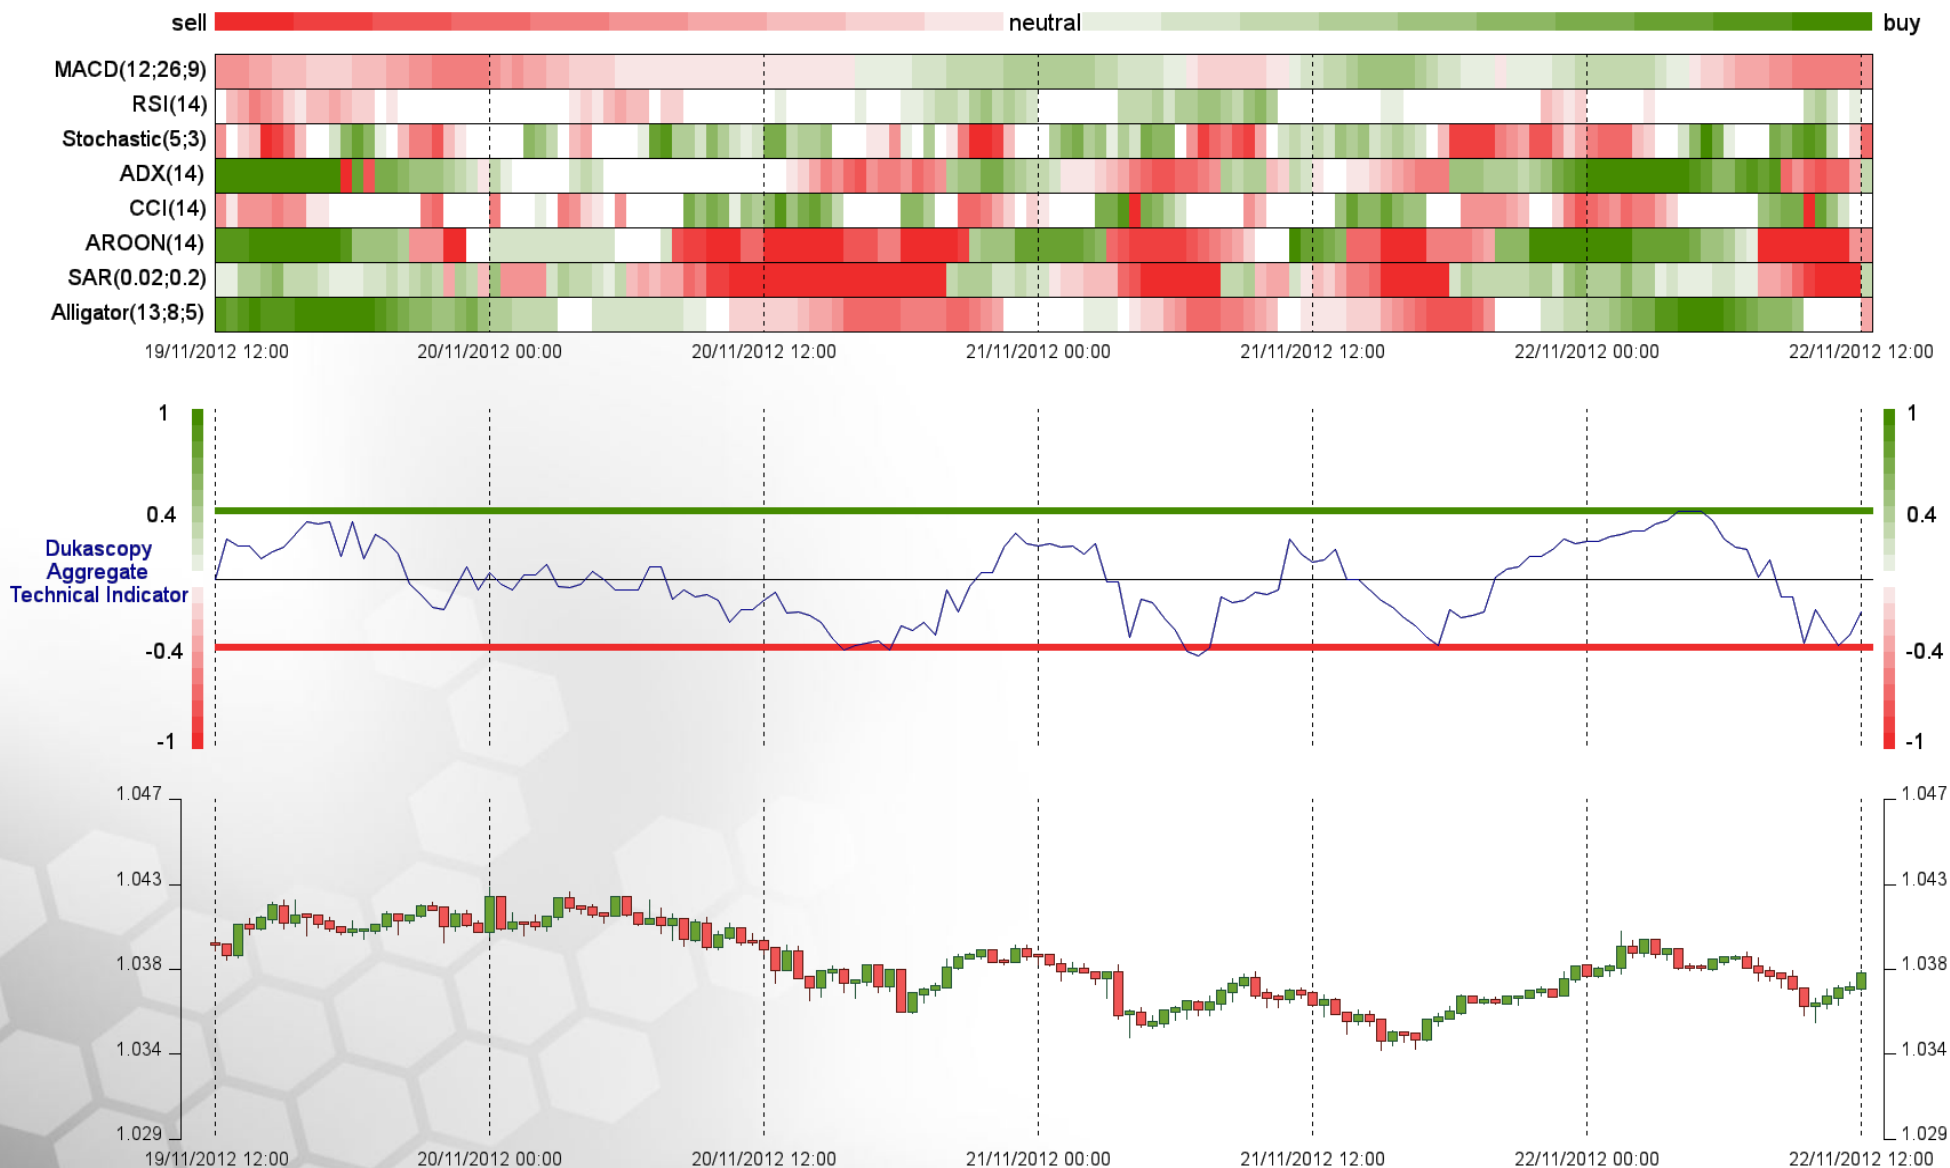 sell neutral buy
MACD(12;26;9)
RSI(14)
Stochastic(5;3)
ADX(14)
CCI(14)
AROON(14)
SAR(0.02;0.2)
Alligator(13;8;5)
19/11/2012 12:00 20/11/2012 00:00 20/11/2012 12:00 21/11/2012 00:00 21/11/2012 12:00 22/11/2012 00:00 22/11/2012 12:00
1 1
0.4 0.4
Dukascopy
Aggregate
Technical Indicator
-0.4 -0.4
-1 -1
1.047 1.047
1.043 1.043
1.038 1.038
1.034 1.034
1.029 1.029
19/11/2012 12:00 20/11/2012 00:00 20/11/2012 12:00 21/11/2012 00:00 21/11/2012 12:00 22/11/2012 00:00 22/11/2012 12:00